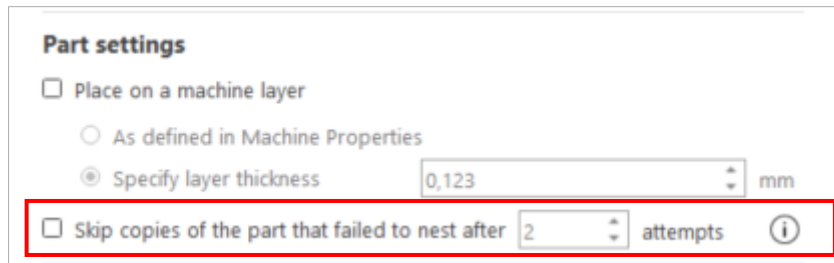 Part settings
Place on a machine layer
As defined in Machine Properties
Specify layer thickness 0,123 mm
Skip copies of the part that failed to nest after 2 attempts i